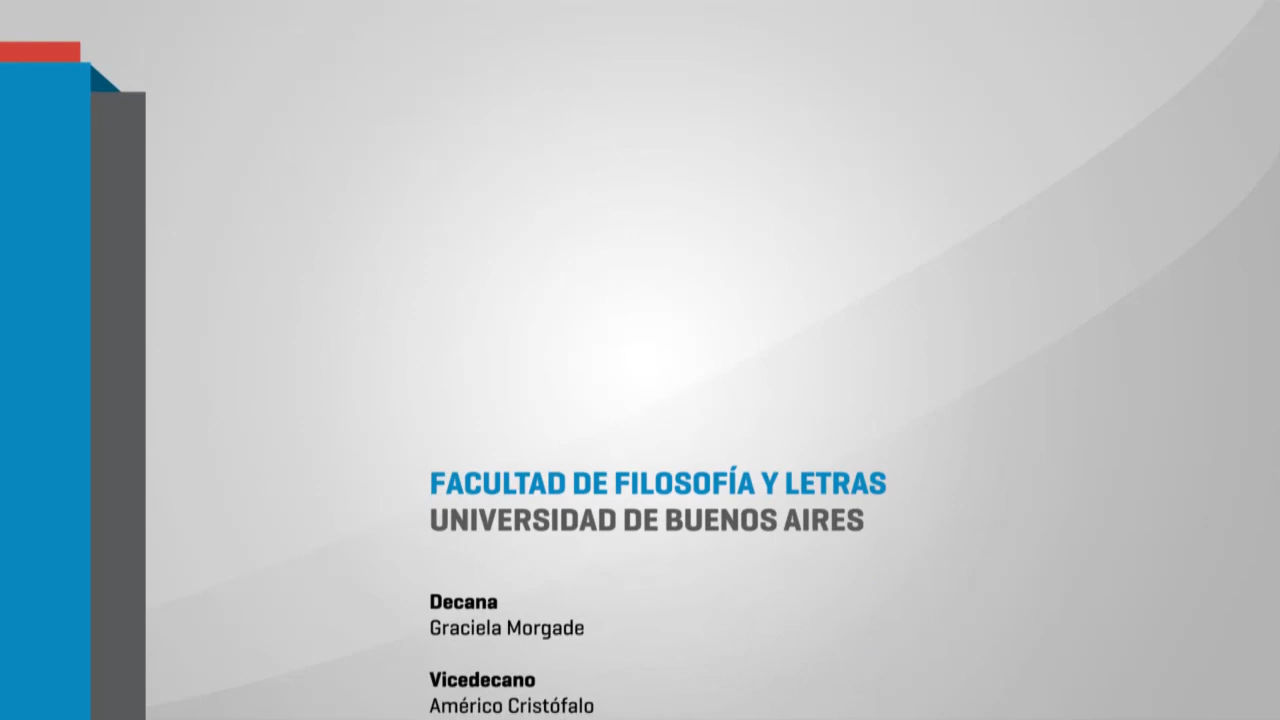 FACULTAD DE FILOSOFÍA Y LETRAS
UNIVERSIDAD DE BUENOS AIRES
Decana
Graciela Morgade
Vicedecano
Américo Cristófalo